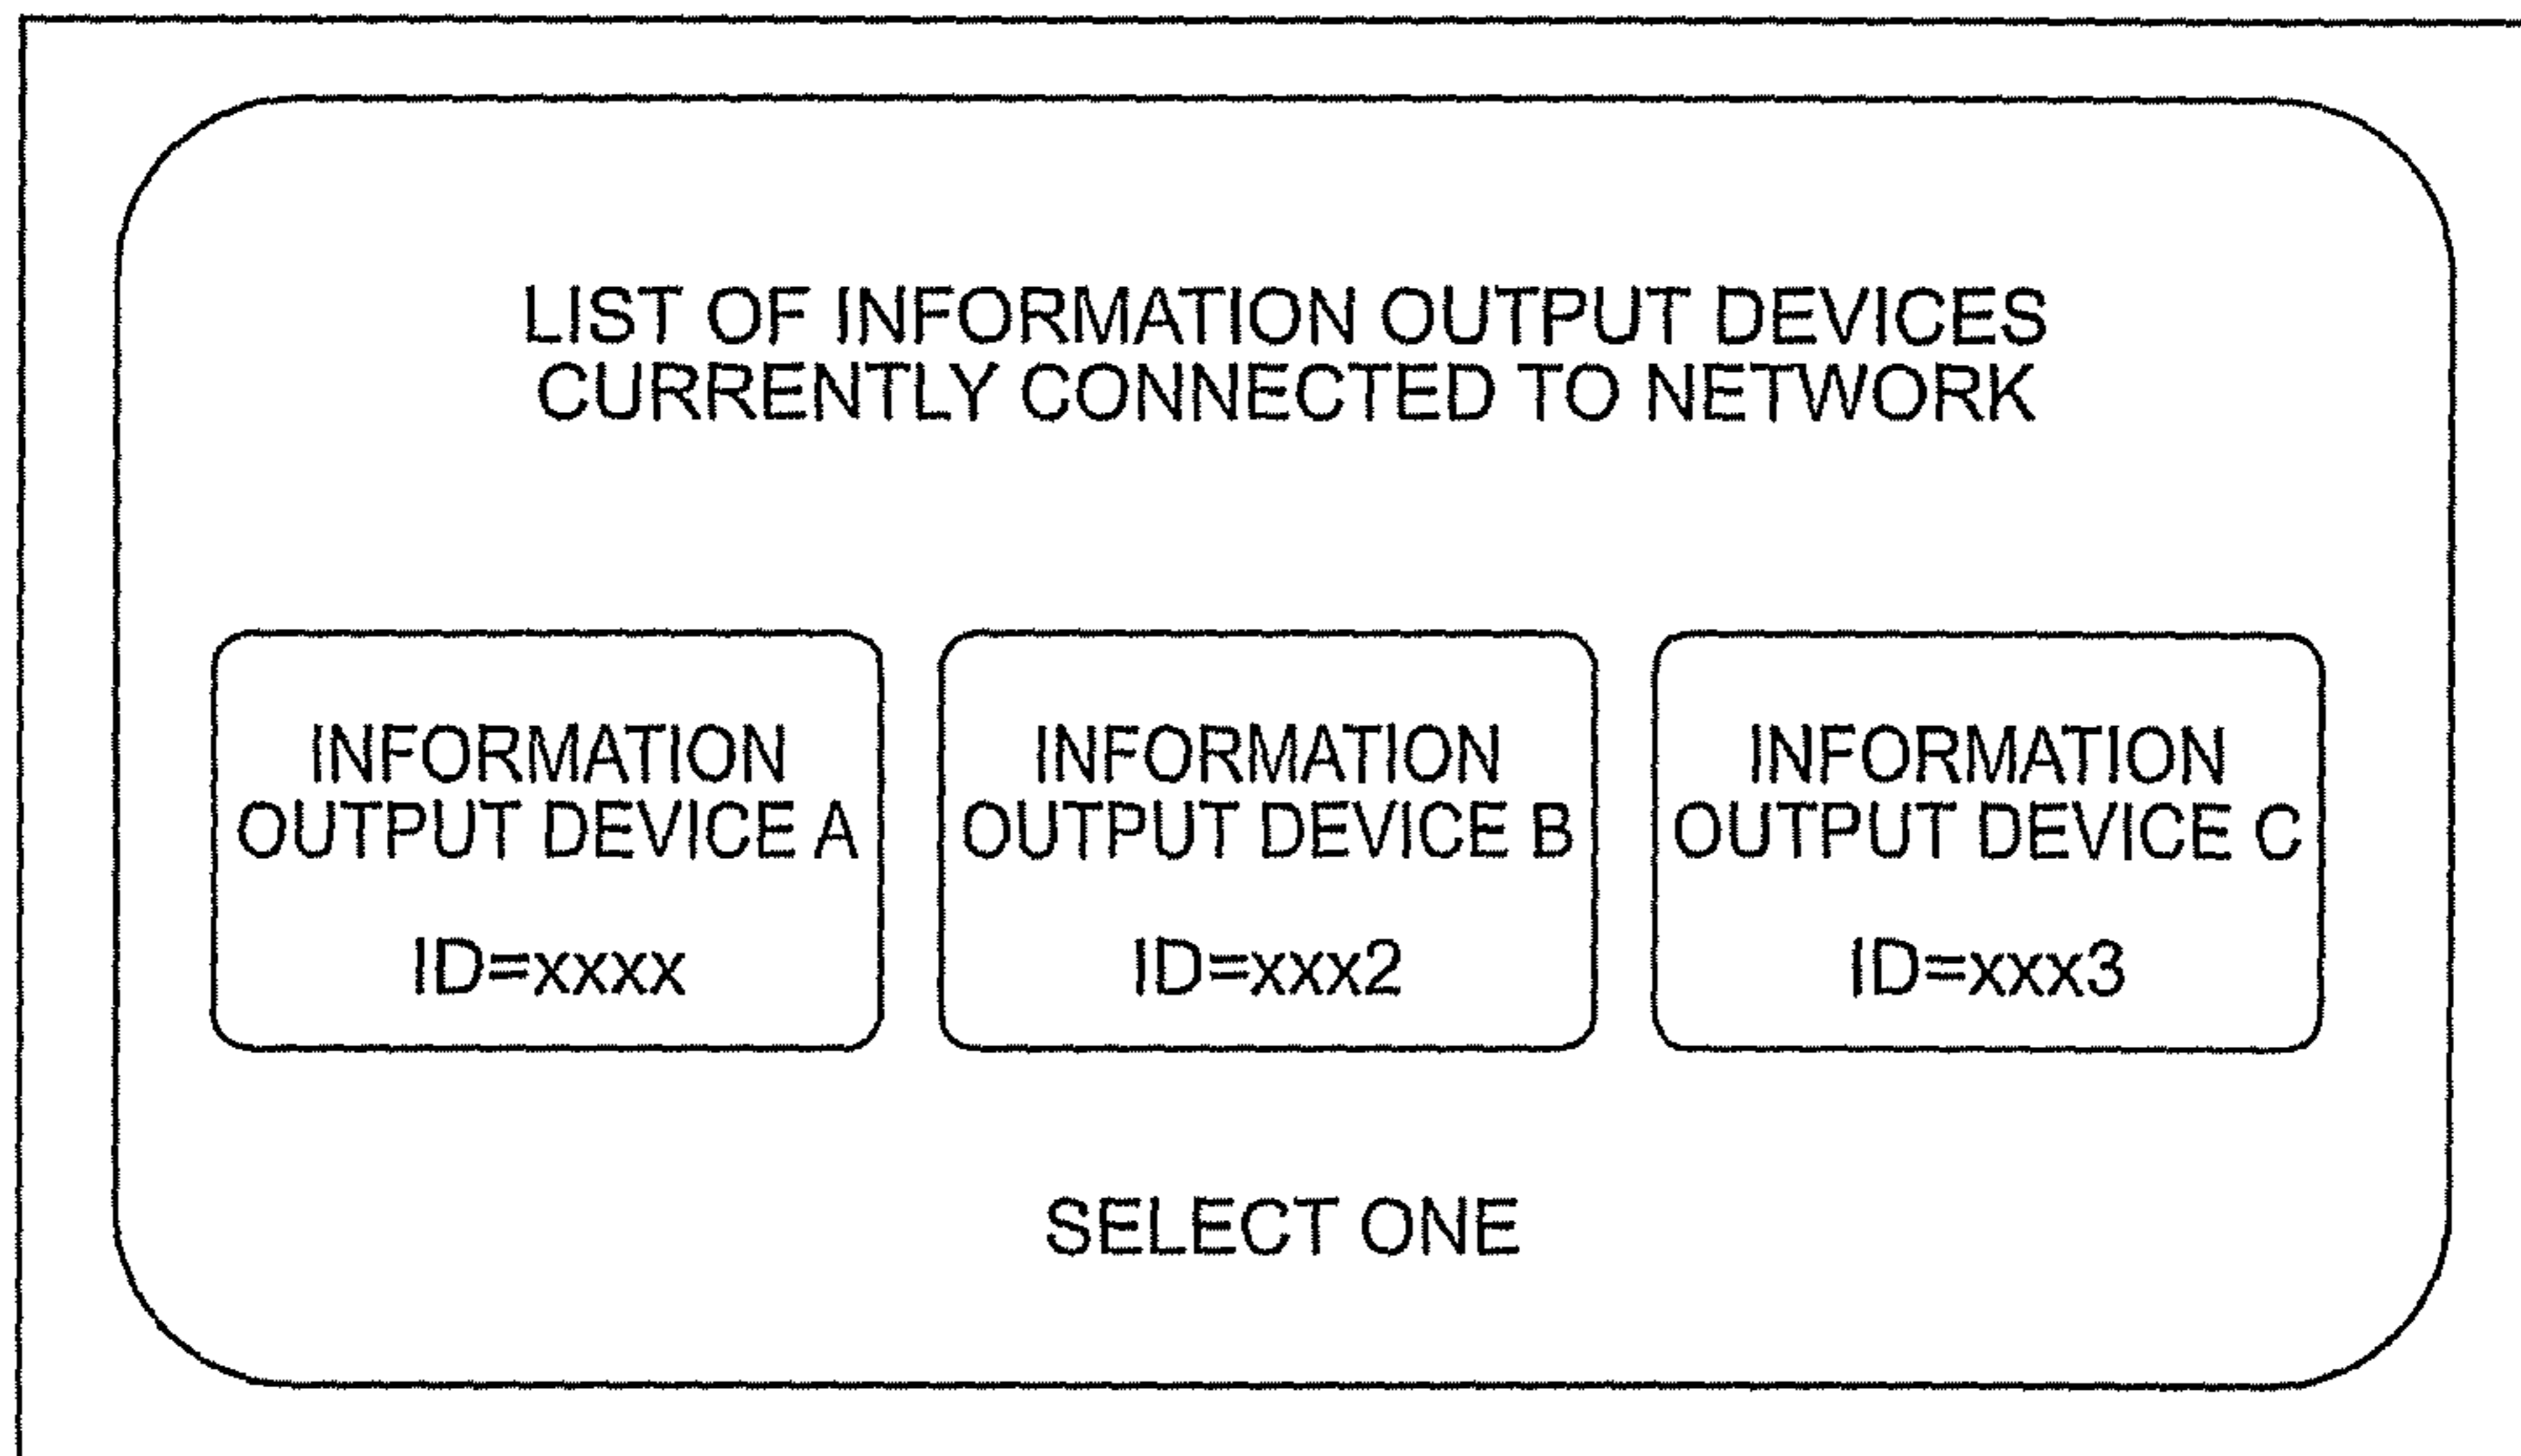 LIST OF INFORMATION OUTPUT DEVICES
CURRENTLY CONNECTED TO NETWORK
INFORMATION
OUTPUT DEVICE A
ID=xxxx
INFORMATION
OUTPUT DEVICE B
ID=xxx2
INFORMATION
OUTPUT DEVICE C
ID=xxx3
SELECT ONE